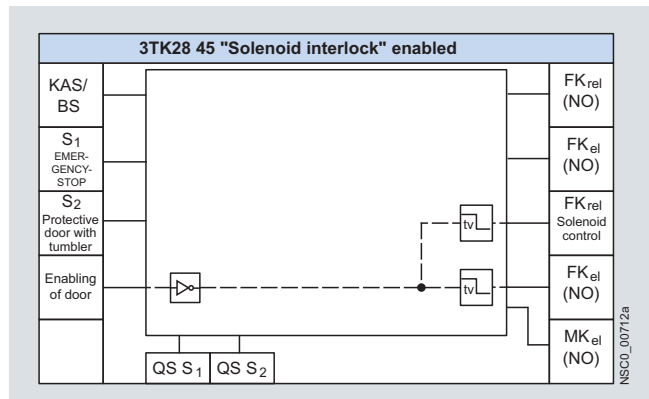 3TK28 45 "Solenoid interlock" enabled
KAS/
BS
S1
EMER-
GENCY-
STOP
S2
Protective
door with
tumbler
Enabling
of door
tv
tv
QS S1
QS S2
FKrel
(NO)
FKel
(NO)
FKrel
Solenoid
control
FKel
(NO)
MKel
(NO)
NSC0_00712a